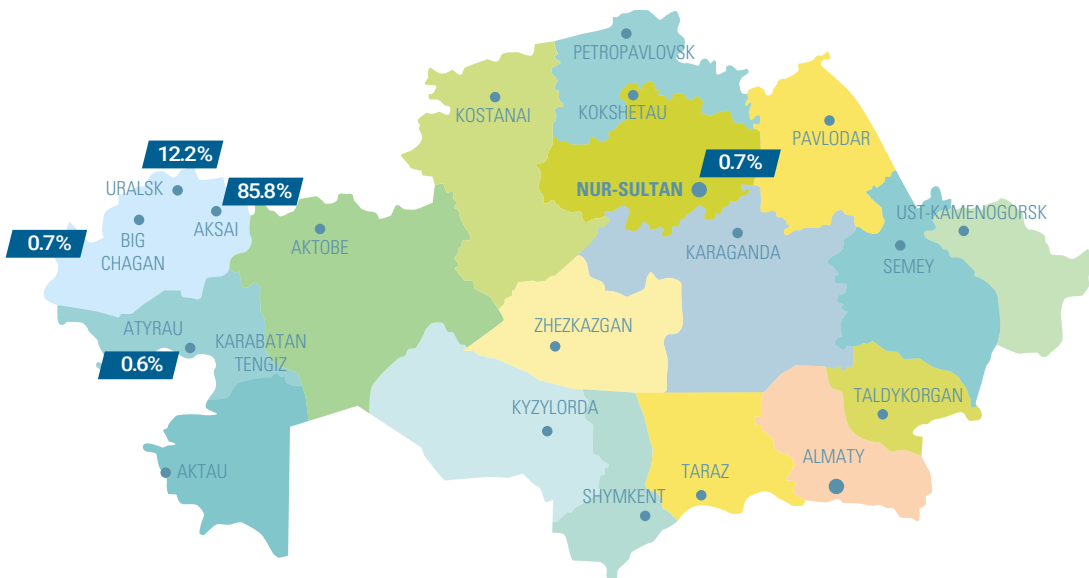 PETROPAVLOVSK
KOSTANAI
KOKSHETAU
PAVLODAR
12.2%
0.7%
URALSK
85.8%
NUR-SULTAN
AKSAI
BIG
CHAGAN
0.7%
AKTOBE
UST-KAMENOGORSK
KARAGANDA
SEMEY
ATYRAU
KARABATAN
TENGIZ
0.6%
ZHEZKAZGAN
TALDYKORGAN
KYZYLORDA
ALMATY
AKTAU
TARAZ
SHYMKENT